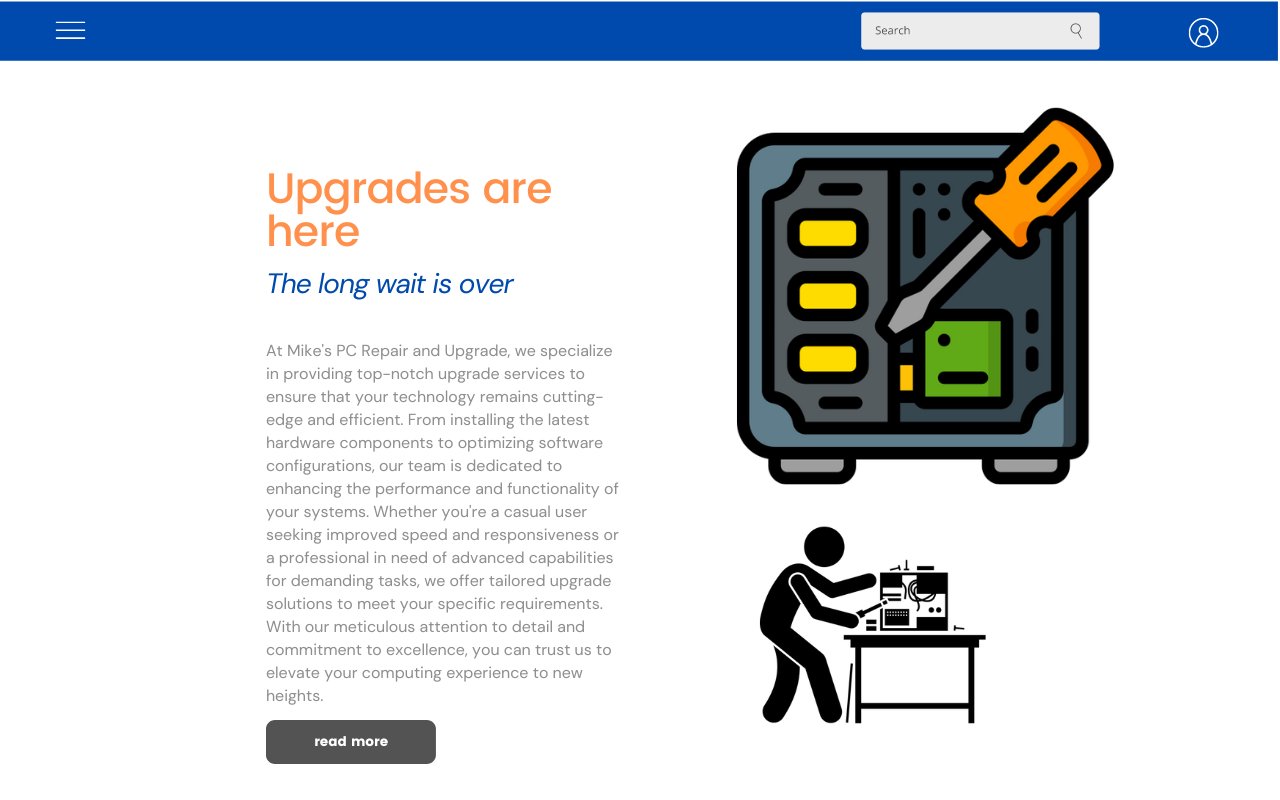 Search
Upgrades are
here
The long wait is over
At Mike's PC Repair and Upgrade, we specialize
in providing top-notch upgrade services to
ensure that your technology remains cutting-
edge and efficient. From installing the latest
hardware components to optimizing software
configurations, our team is dedicated to
enhancing the performance and functionality of
your systems. Whether you're a casual user
seeking improved speed and responsiveness or
a professional in need of advanced capabilities
for demanding tasks, we offer tailored upgrade
solutions to meet your specific requirements.
With our meticulous attention to detail and
commitment to excellence, you can trust us to
elevate your computing experience to new
heights.
read more